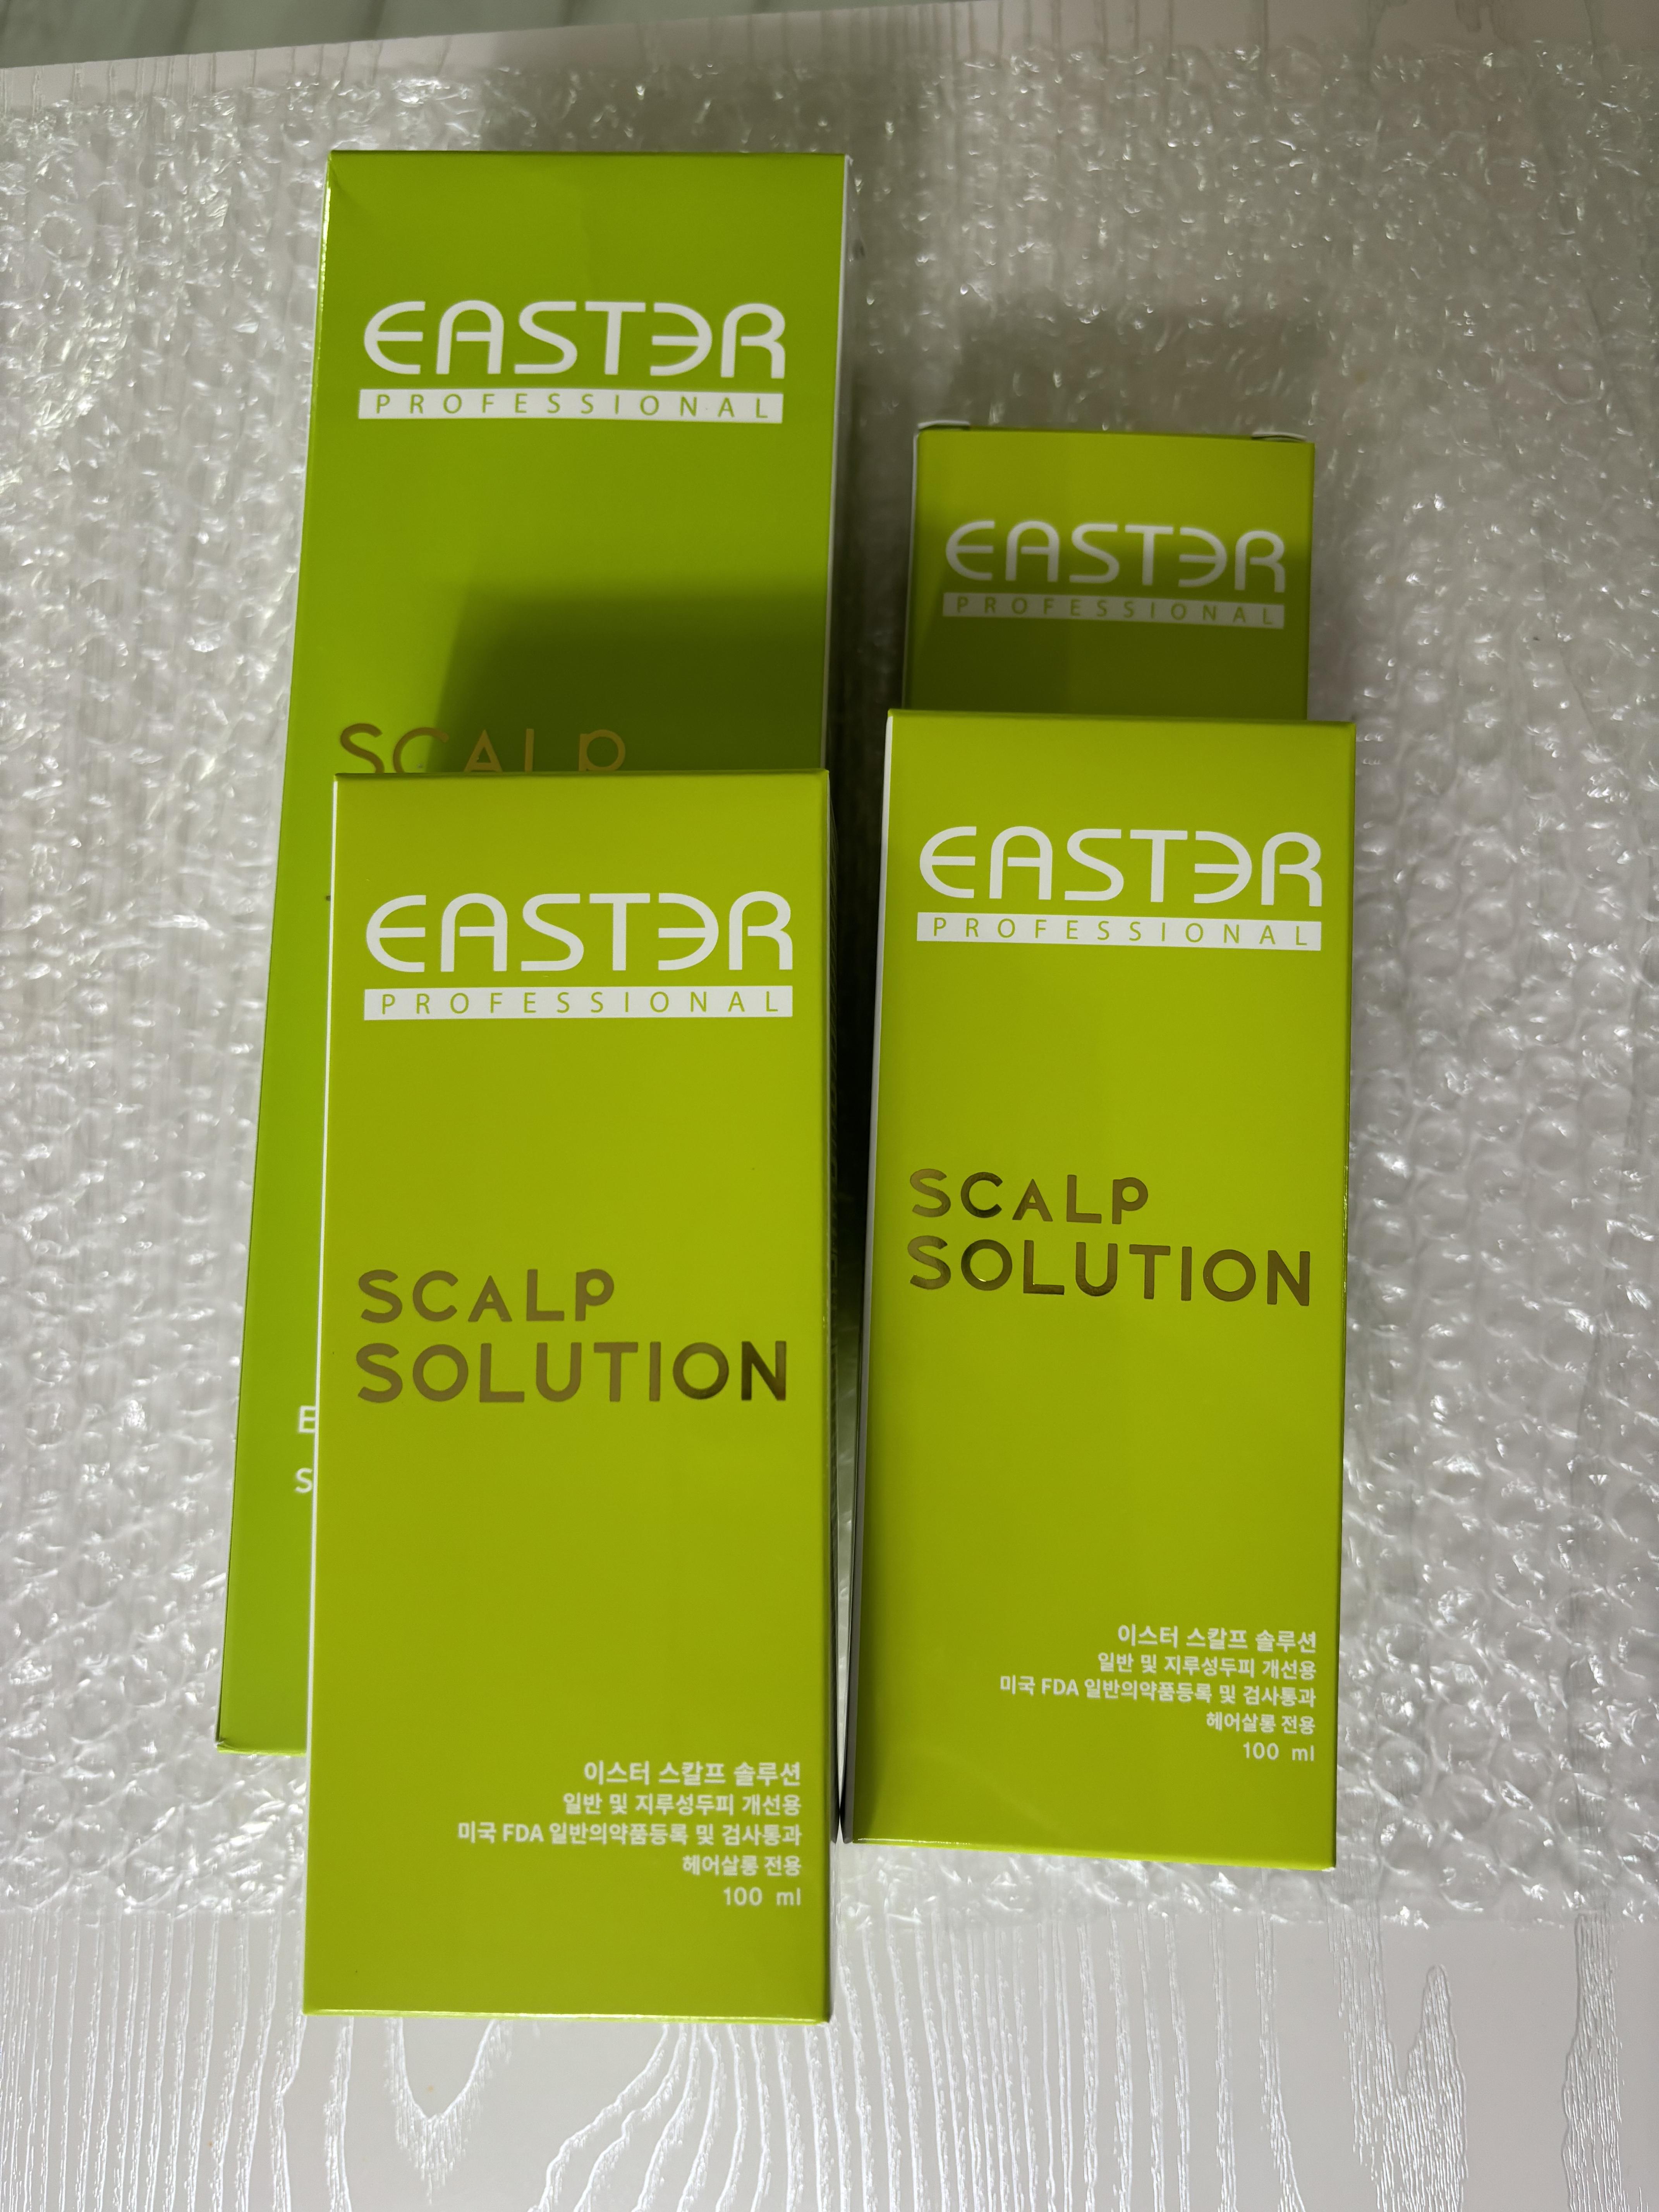 EASTER
PROFESSIONAL
SCALP
EASTER
PROFESSIONAL
EASTER
PROFESSIONAL
SCALP
SOLUTION
이스터 스칼프 솔루션
일반 및 지루성두피 개선용
미국 FDA 일반의약품등록 및 검사통과
헤어살롱 전용
100 ml
EASTER
PROFESSIONAL
SCALP
SOLUTION
이스터 스칼프 솔루션
일반 및 지루성두피 개선용
미국 FDA 일반의약품등록 및 검사통과
헤어살롱 전용
100 ml